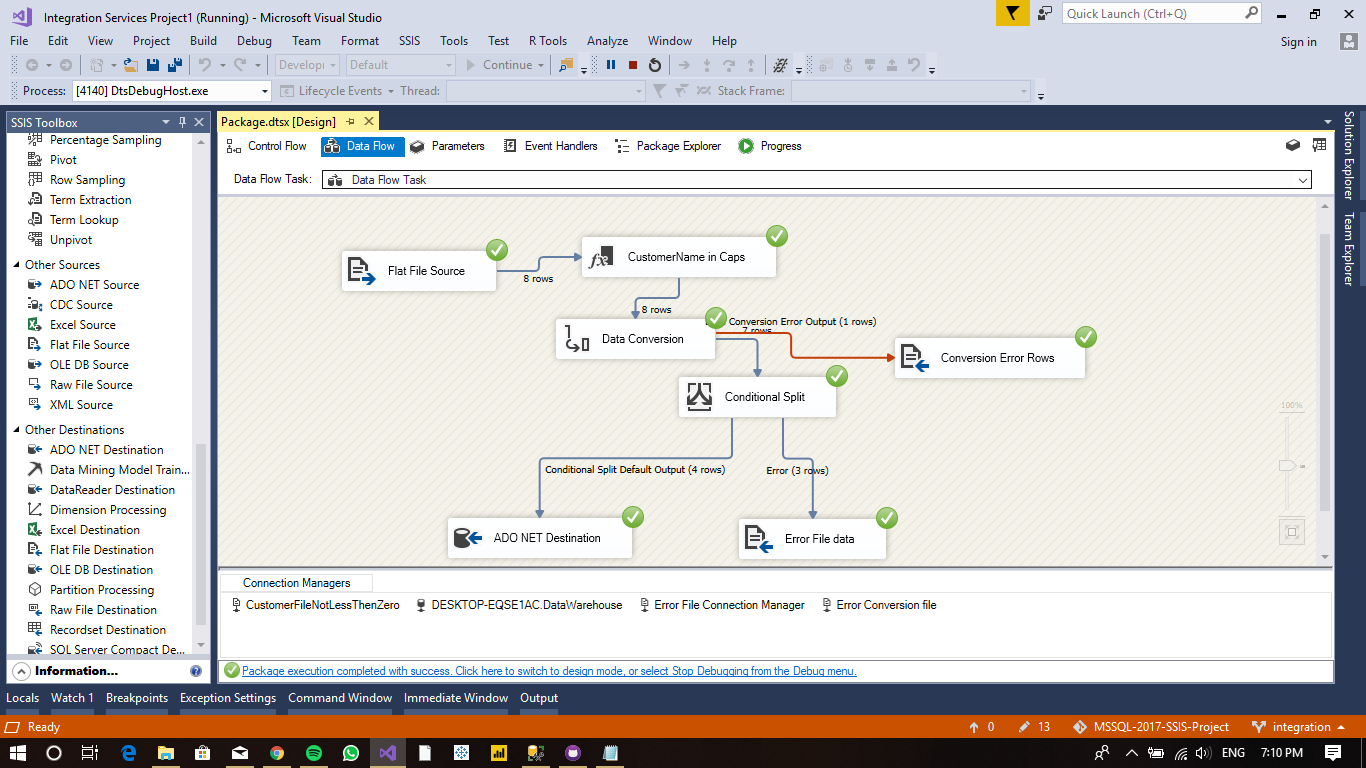 Integration Services Project1 (Running) - Microsoft Visual Studio
Quick Launch (Ctrl+Q)
File Edit View Project Build Debug Team Format SSIS Tools Test R Tools Analyze Window Help
Sign in
Develop Default Continue
Process: [4140] DtsDebugHost.exe Lifecycle Events Thread: Stack Frame:
SSIS Toolbox
Percentage Sampling
Pivot
Row Sampling
Term Extraction
Term Lookup
Unpivot
Other Sources
ADO NET Source
CDC Source
Excel Source
Flat File Source
OLE DB Source
Raw File Source
XML Source
Other Destinations
ADO NET Destination
Data Mining Model Train...
DataReader Destination
Dimension Processing
Excel Destination
Flat File Destination
OLE DB Destination
Partition Processing
Raw File Destination
Recordset Destination
SQL Server Compact De...
Information...
Package.dtsx [Design]
Control Flow Data Flow Parameters Event Handlers Package Explorer Progress
Data Flow Task: Data Flow Task
Flat File Source
8 rows
CustomerName in Caps
8 rows
Data Conversion
Conversion Error Output (1 rows)
7 rows
Conversion Error Rows
Conditional Split
Conditional Split Default Output (4 rows)
Error (3 rows)
ADO NET Destination
Error File data
100%
Solution Explorer
Team Explorer
Connection Managers
CustomerFileNotLessThenZero DESKTOP-EQSE1AC.DataWarehouse Error File Connection Manager Error Conversion file
Package execution completed with success. Click here to switch to design mode, or select Stop Debugging from the Debug menu.
Locals Watch 1 Breakpoints Exception Settings Command Window Immediate Window Output
Ready 0 13 MSSQL-2017-SSIS-Project integration
ENG 7:10 PM